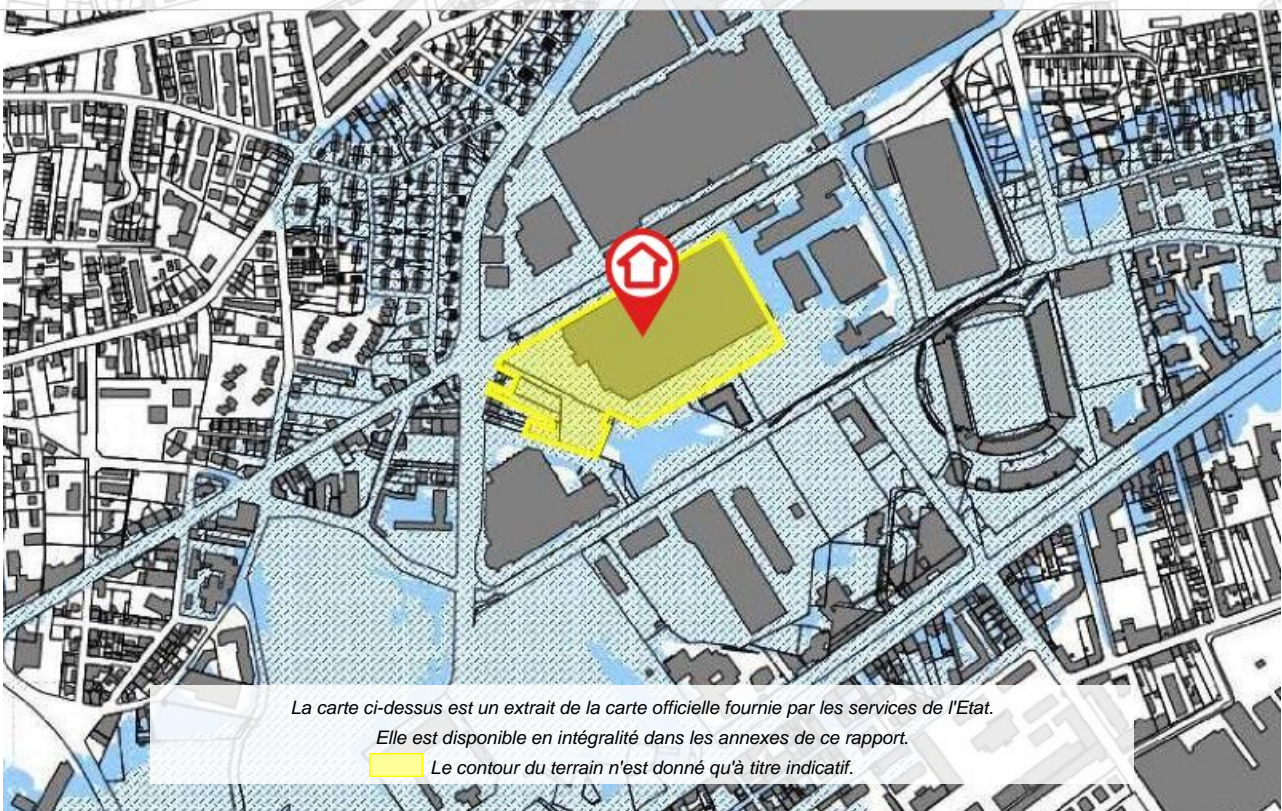 La carte ci-dessus est un extrait de la carte officielle fournie par les services de l'Etat.
Elle est disponible en intégralité dans les annexes de ce rapport.
Le contour du terrain n'est donné qu'à titre indicatif.